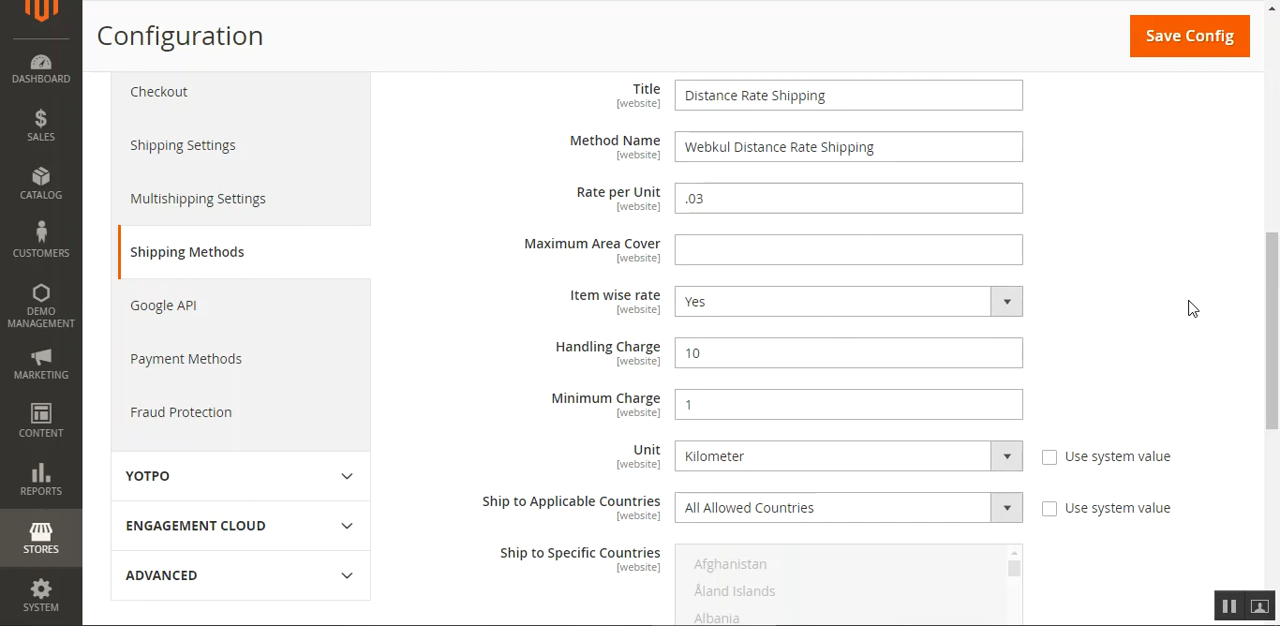 Configuration
Save Config
DASHBOARD
SALES
CATALOG
CUSTOMERS
DEMO
MANAGEMENT
MARKETING
CONTENT
REPORTS
STORES
SYSTEM
Checkout
Shipping Settings
Multishipping Settings
Shipping Methods
Google API
Payment Methods
Fraud Protection
YOTPO
ENGAGEMENT CLOUD
ADVANCED
Title
[website]
Distance Rate Shipping
Method Name
[website]
Webkul Distance Rate Shipping
Rate per Unit
[website]
.03
Maximum Area Cover
[website]
Item wise rate
[website]
Yes
Handling Charge
[website]
10
Minimum Charge
[website]
1
Unit
[website]
Kilometer
Use system value
Ship to Applicable Countries
[website]
All Allowed Countries
Use system value
Ship to Specific Countries
[website]
Afghanistan
Åland Islands
Albania